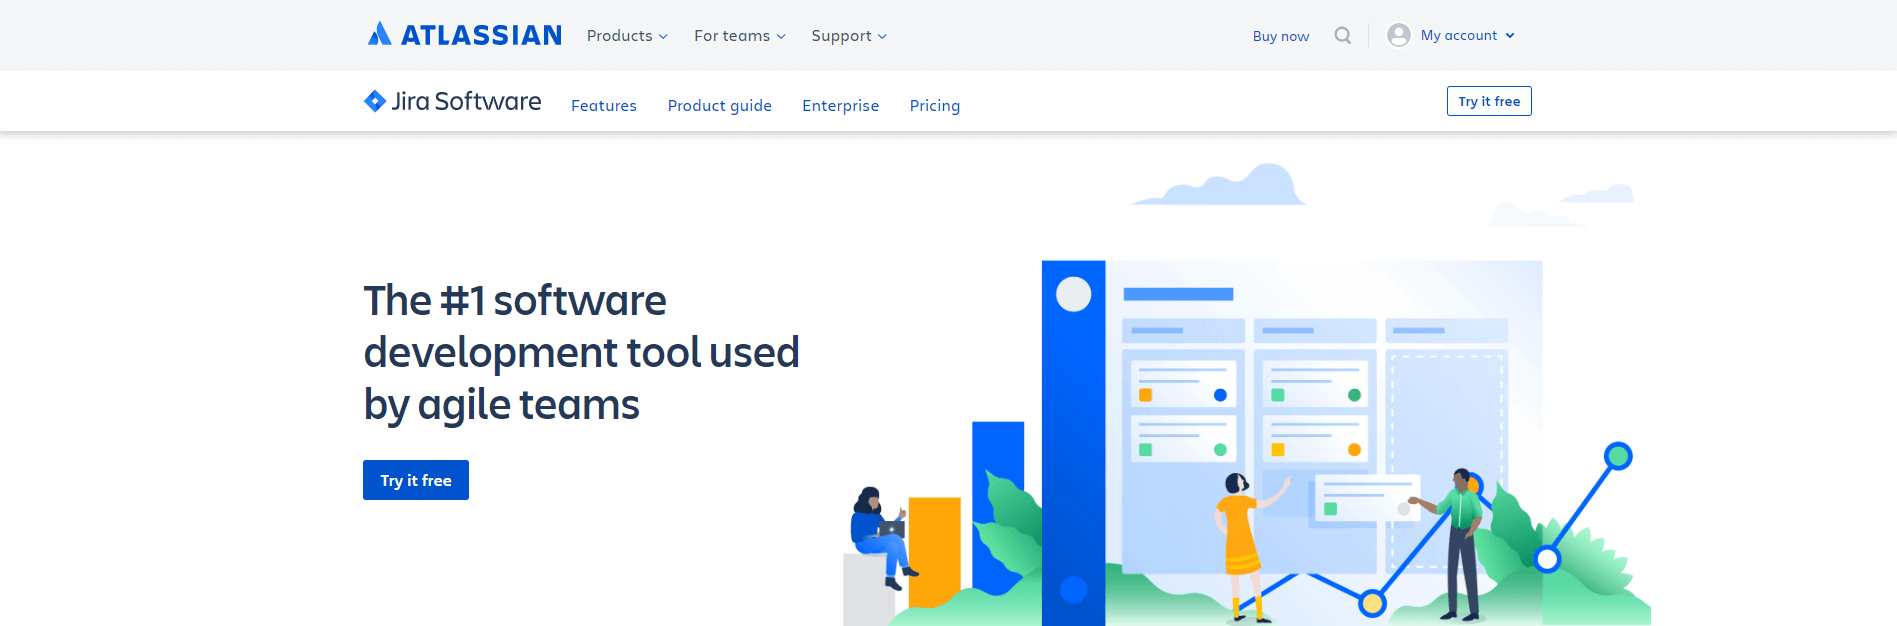 ATLASSIAN Products For teams Support Buy now My account
Jira Software Features Product guide Enterprise Pricing Try it free
The #1 software
development tool used
by agile teams
Try it free